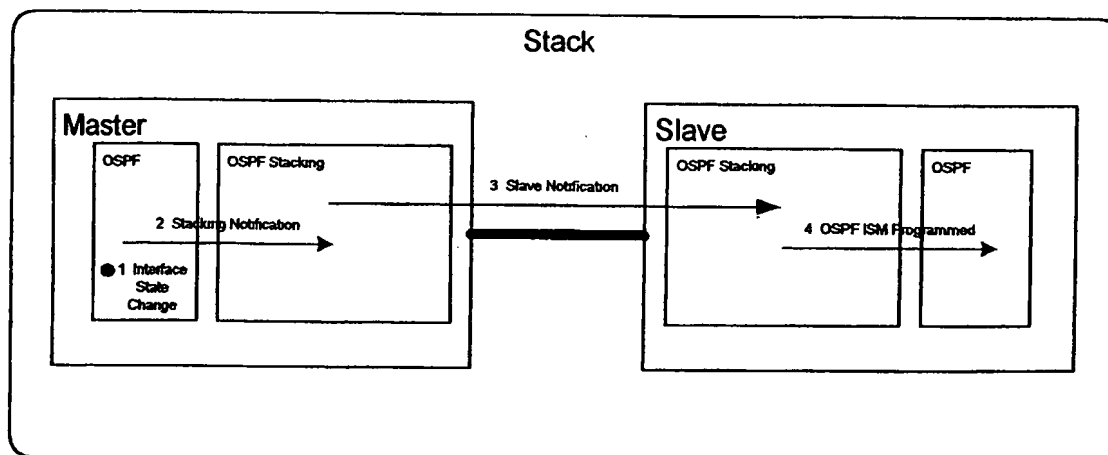 Stack
Master
OSPF
OSPF Stacking
2 Stacking Notification
1 Interface
State
Change
3 Slave Notification
Slave
OSPF Stacking
OSPF
4 OSPF ISM Programmed